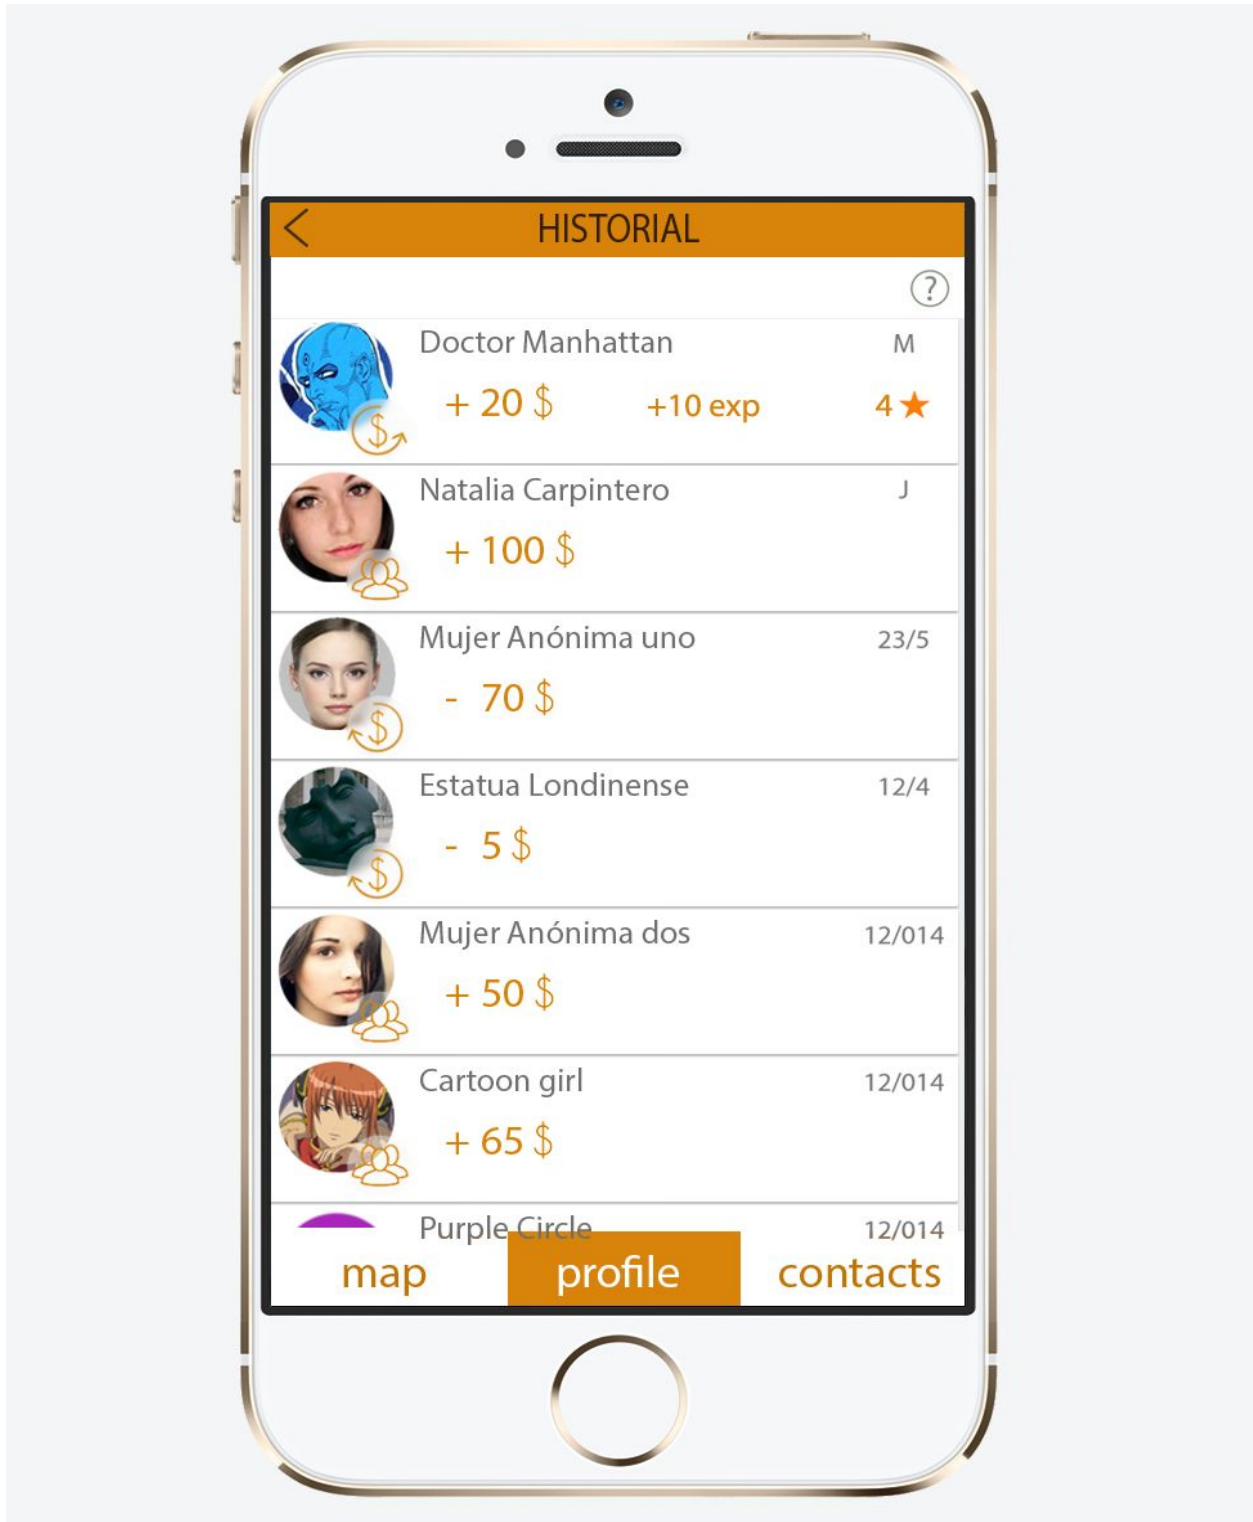 HISTORIAL
?
Doctor Manhattan M
+ 20 $ +10 exp 4 ★
$
Natalia Carpintero J
+ 100 $
Mujer Anónima uno 23/5
- 70 $
$
Estatua Londinense 12/4
- 5 $
$
Mujer Anónima dos 12/014
+ 50 $
Cartoon girl 12/014
+ 65 $
Purple Circle 12/014
map profile contacts